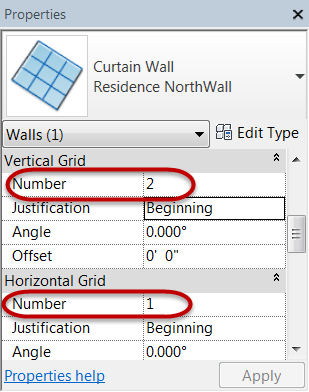 Properties
Curtain Wall
Residence NorthWall
Walls (1) Edit Type
Vertical Grid
Number 2
Justification Beginning
Angle 0.000°
Offset 0' 0"
Horizontal Grid
Number 1
Justification Beginning
Angle 0.000°
Properties help Apply